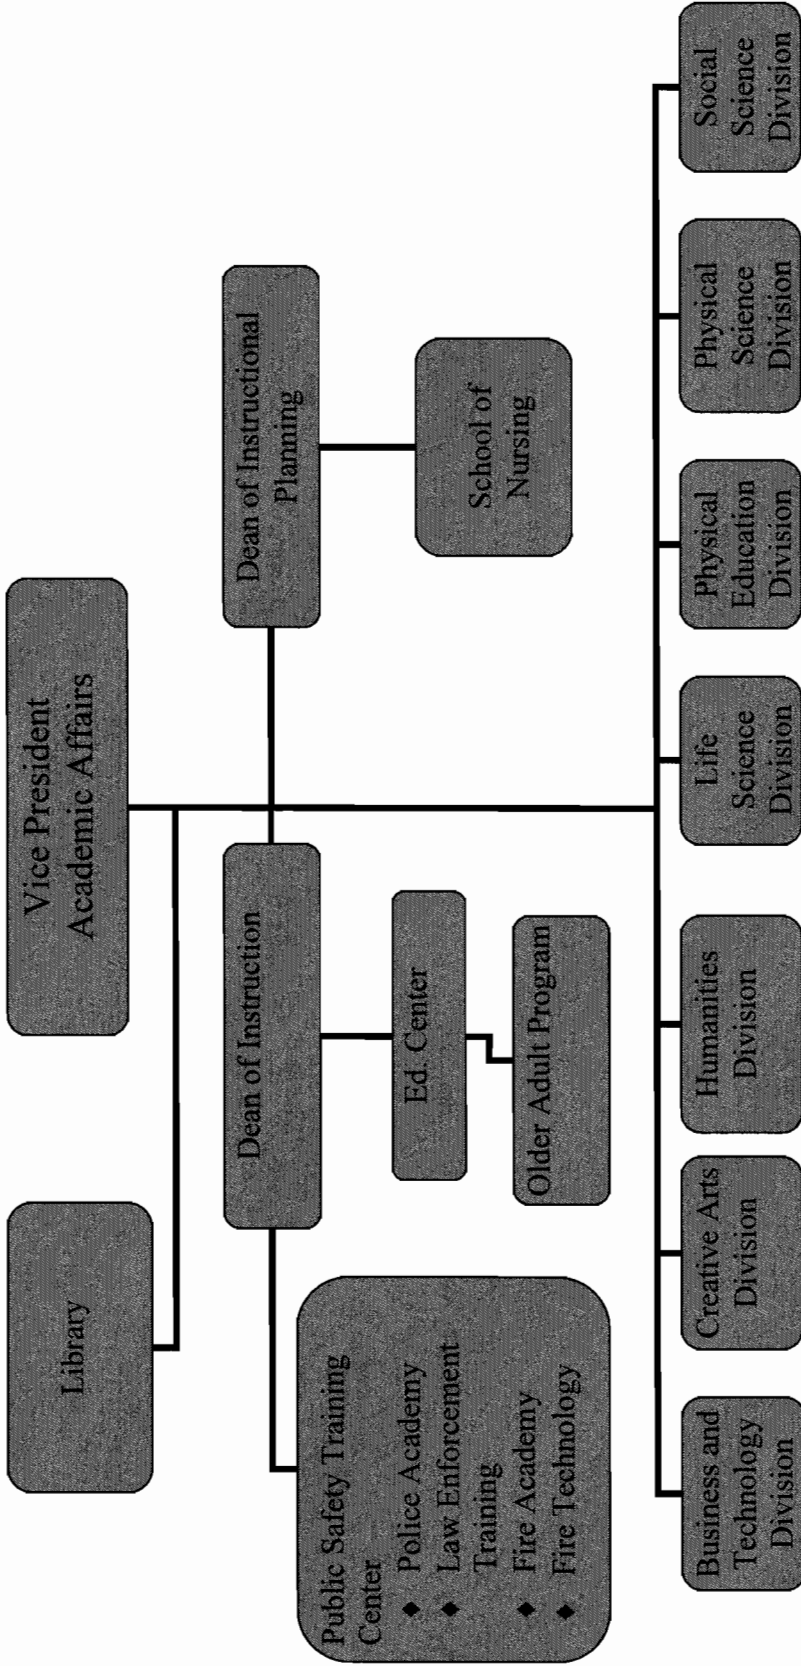 Vice President
Academic Affairs
Library
Dean of Instruction
Dean of Instructional
Planning
Public Safety Training
Center
♦ Police Academy
♦ Law Enforcement
Training
♦ Fire Academy
♦ Fire Technology
Ed. Center
Older Adult Program
School of
Nursing
Business and
Technology
Division
Creative Arts
Division
Humanities
Division
Life
Science
Division
Physical
Education
Division
Physical
Science
Division
Social
Science
Division